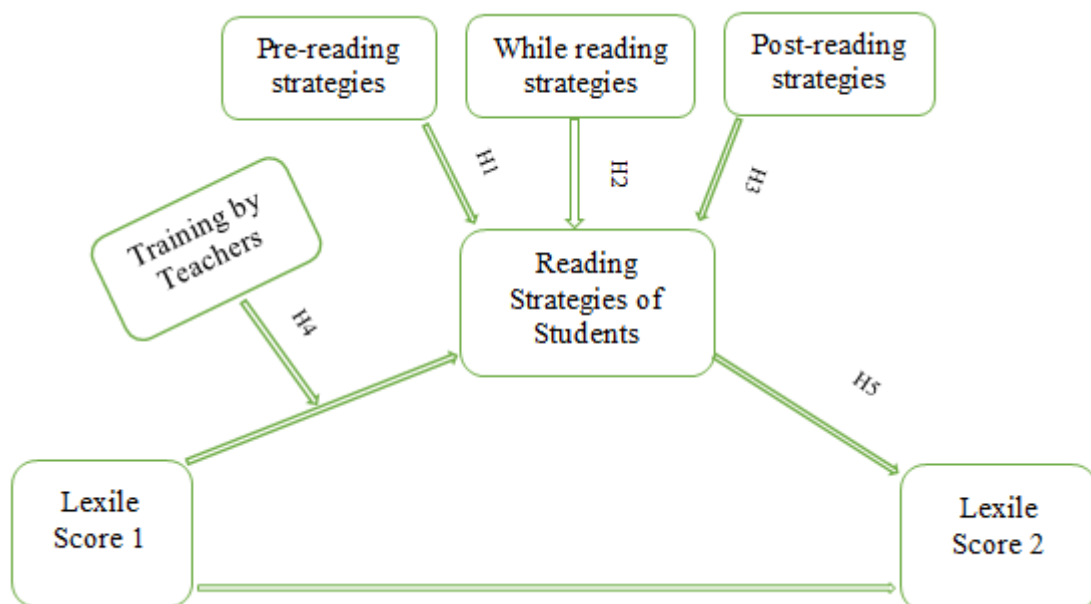 Pre-reading
strategies
While reading
strategies
Post-reading
strategies
H1
H2
H3
Training by
Teachers
H4
Reading
Strategies of
Students
H5
Lexile
Score 1
Lexile
Score 2